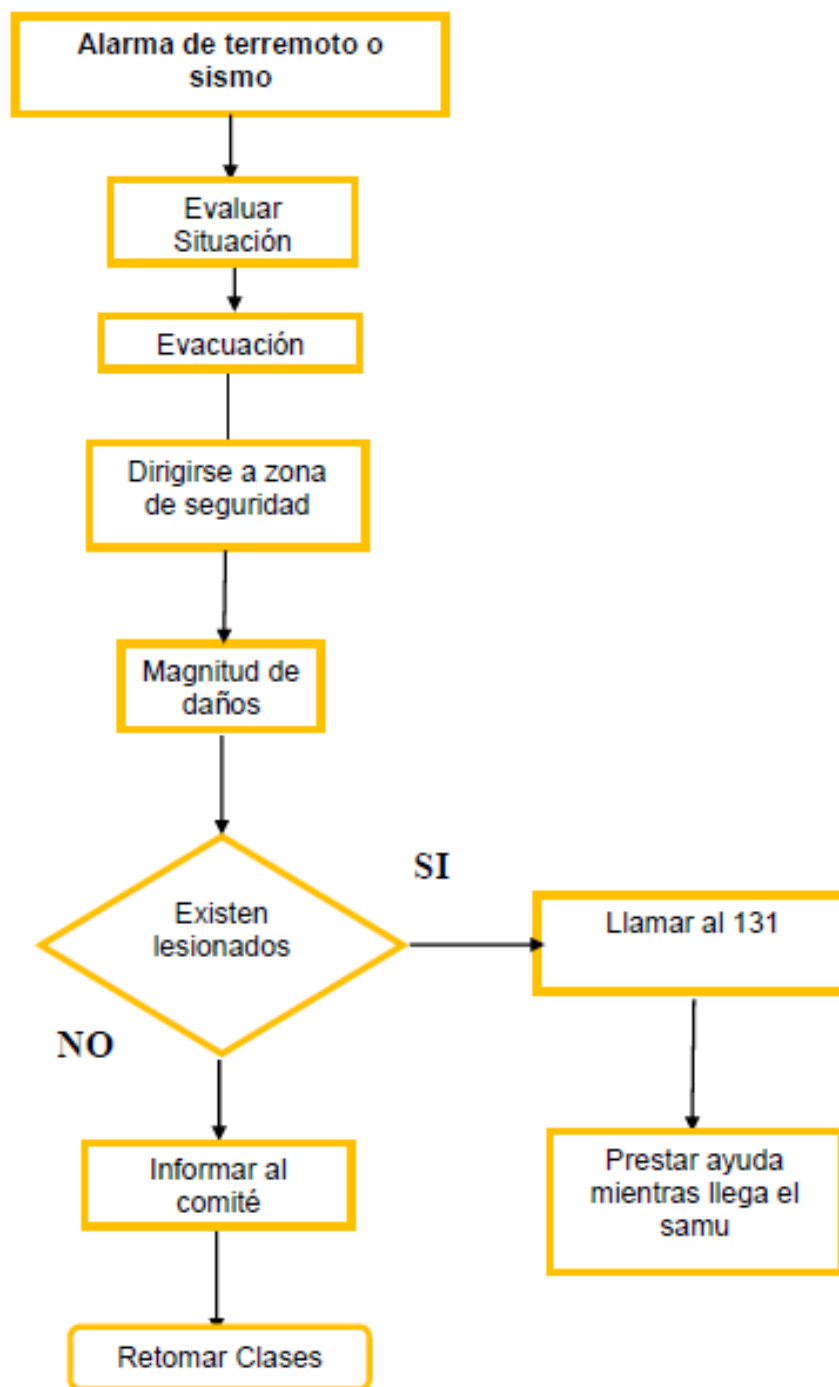 Alarma de terremoto o
sismo
Evaluar
Situación
Evacuación
Dirigirse a zona
de seguridad
Magnitud de
daños
Existen
lesionados
SI
Llamar al 131
Prestar ayuda
mientras llega el
samu
NO
Informar al
comité
Retomar Clases